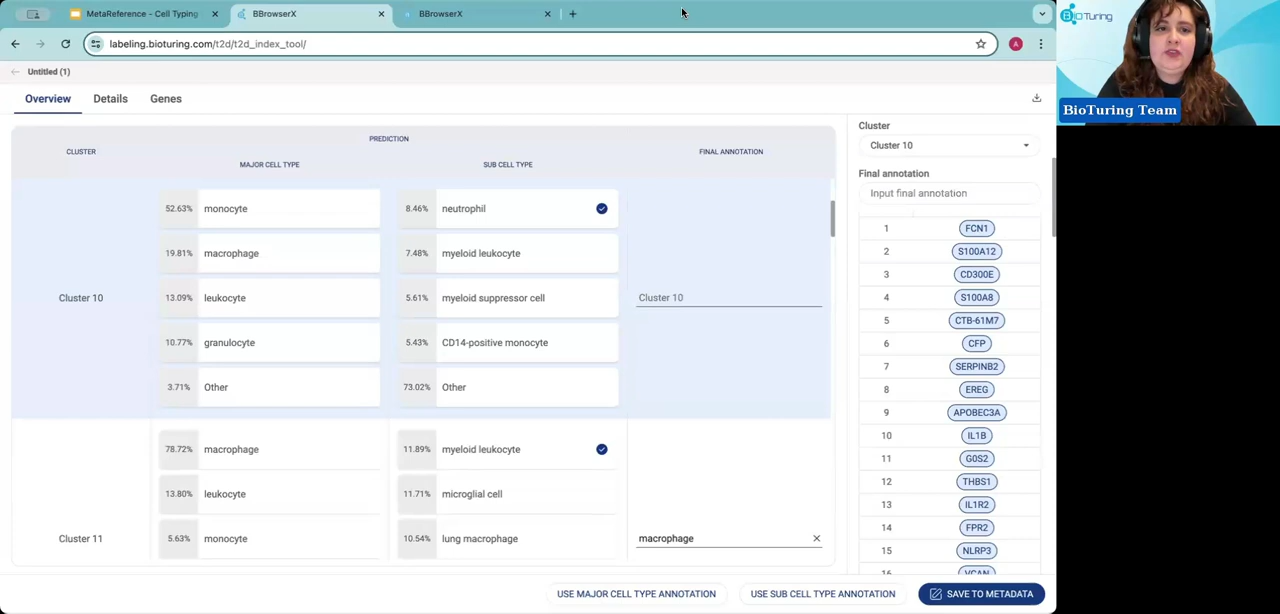 MetaReference - Cell Typing
BBrowserX
BBrowserX
labeling.bioturing.com/t2d/t2d_index_tool/
A
BioTuring
BioTuring Team
Untitled (1)
Overview Details Genes
CLUSTER
PREDICTION
MAJOR CELL TYPE
SUB CELL TYPE
FINAL ANNOTATION
Cluster 10
52.63% monocyte
19.81% macrophage
13.09% leukocyte
10.77% granulocyte
3.71% Other
8.46% neutrophil
7.48% myeloid leukocyte
5.61% myeloid suppressor cell
5.43% CD14-positive monocyte
73.02% Other
Cluster 10
Cluster 11
78.72% macrophage
13.80% leukocyte
5.63% monocyte
11.89% myeloid leukocyte
11.71% microglial cell
10.54% lung macrophage
macrophage
Cluster
Cluster 10
Final annotation
Input final annotation
1 FCN1
2 S100A12
3 CD300E
4 S100A8
5 CTB-61M7
6 CFP
7 SERPINB2
8 EREG
9 APOBEC3A
10 IL1B
11 G0S2
12 THBS1
13 IL1R2
14 FPR2
15 NLRP3
16 VCAN
USE MAJOR CELL TYPE ANNOTATION
USE SUB CELL TYPE ANNOTATION
SAVE TO METADATA